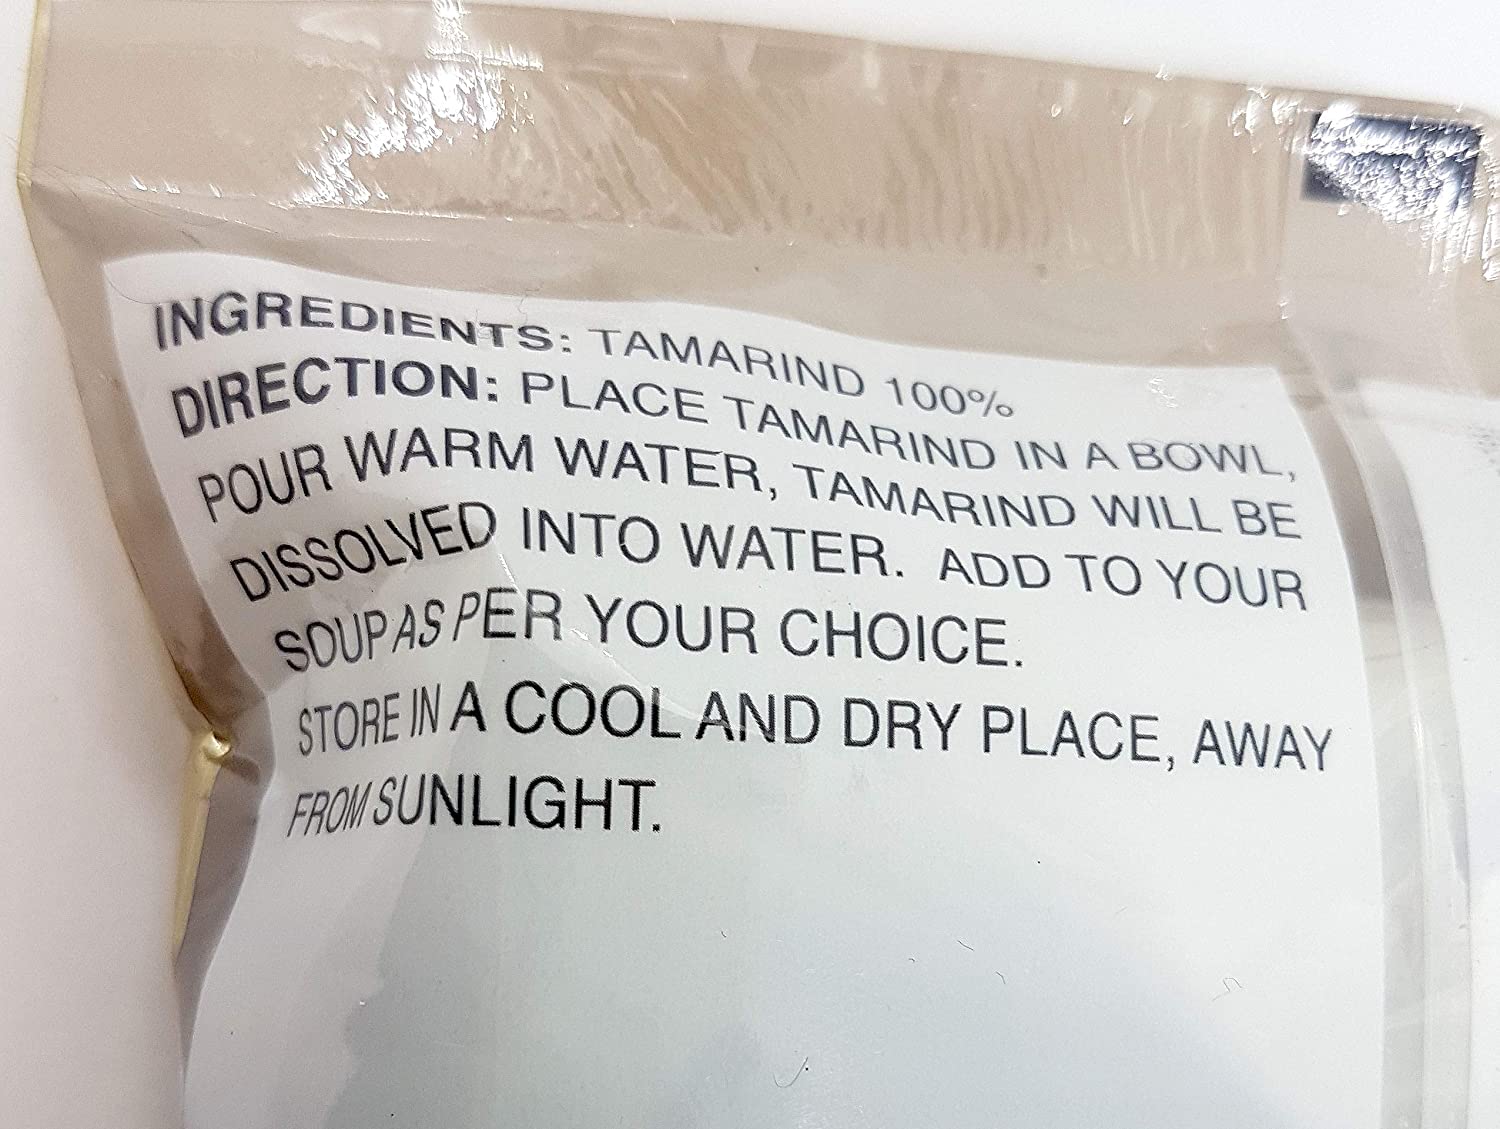 INGREDIENTS: TAMARIND 100%
DIRECTION: PLACE TAMARIND IN A BOWL,
POUR WARM WATER, TAMARIND WILL BE
DISSOLVED INTO WATER. ADD TO YOUR
SOUP AS PER YOUR CHOICE.
STORE IN A COOL AND DRY PLACE, AWAY
FROM SUNLIGHT.